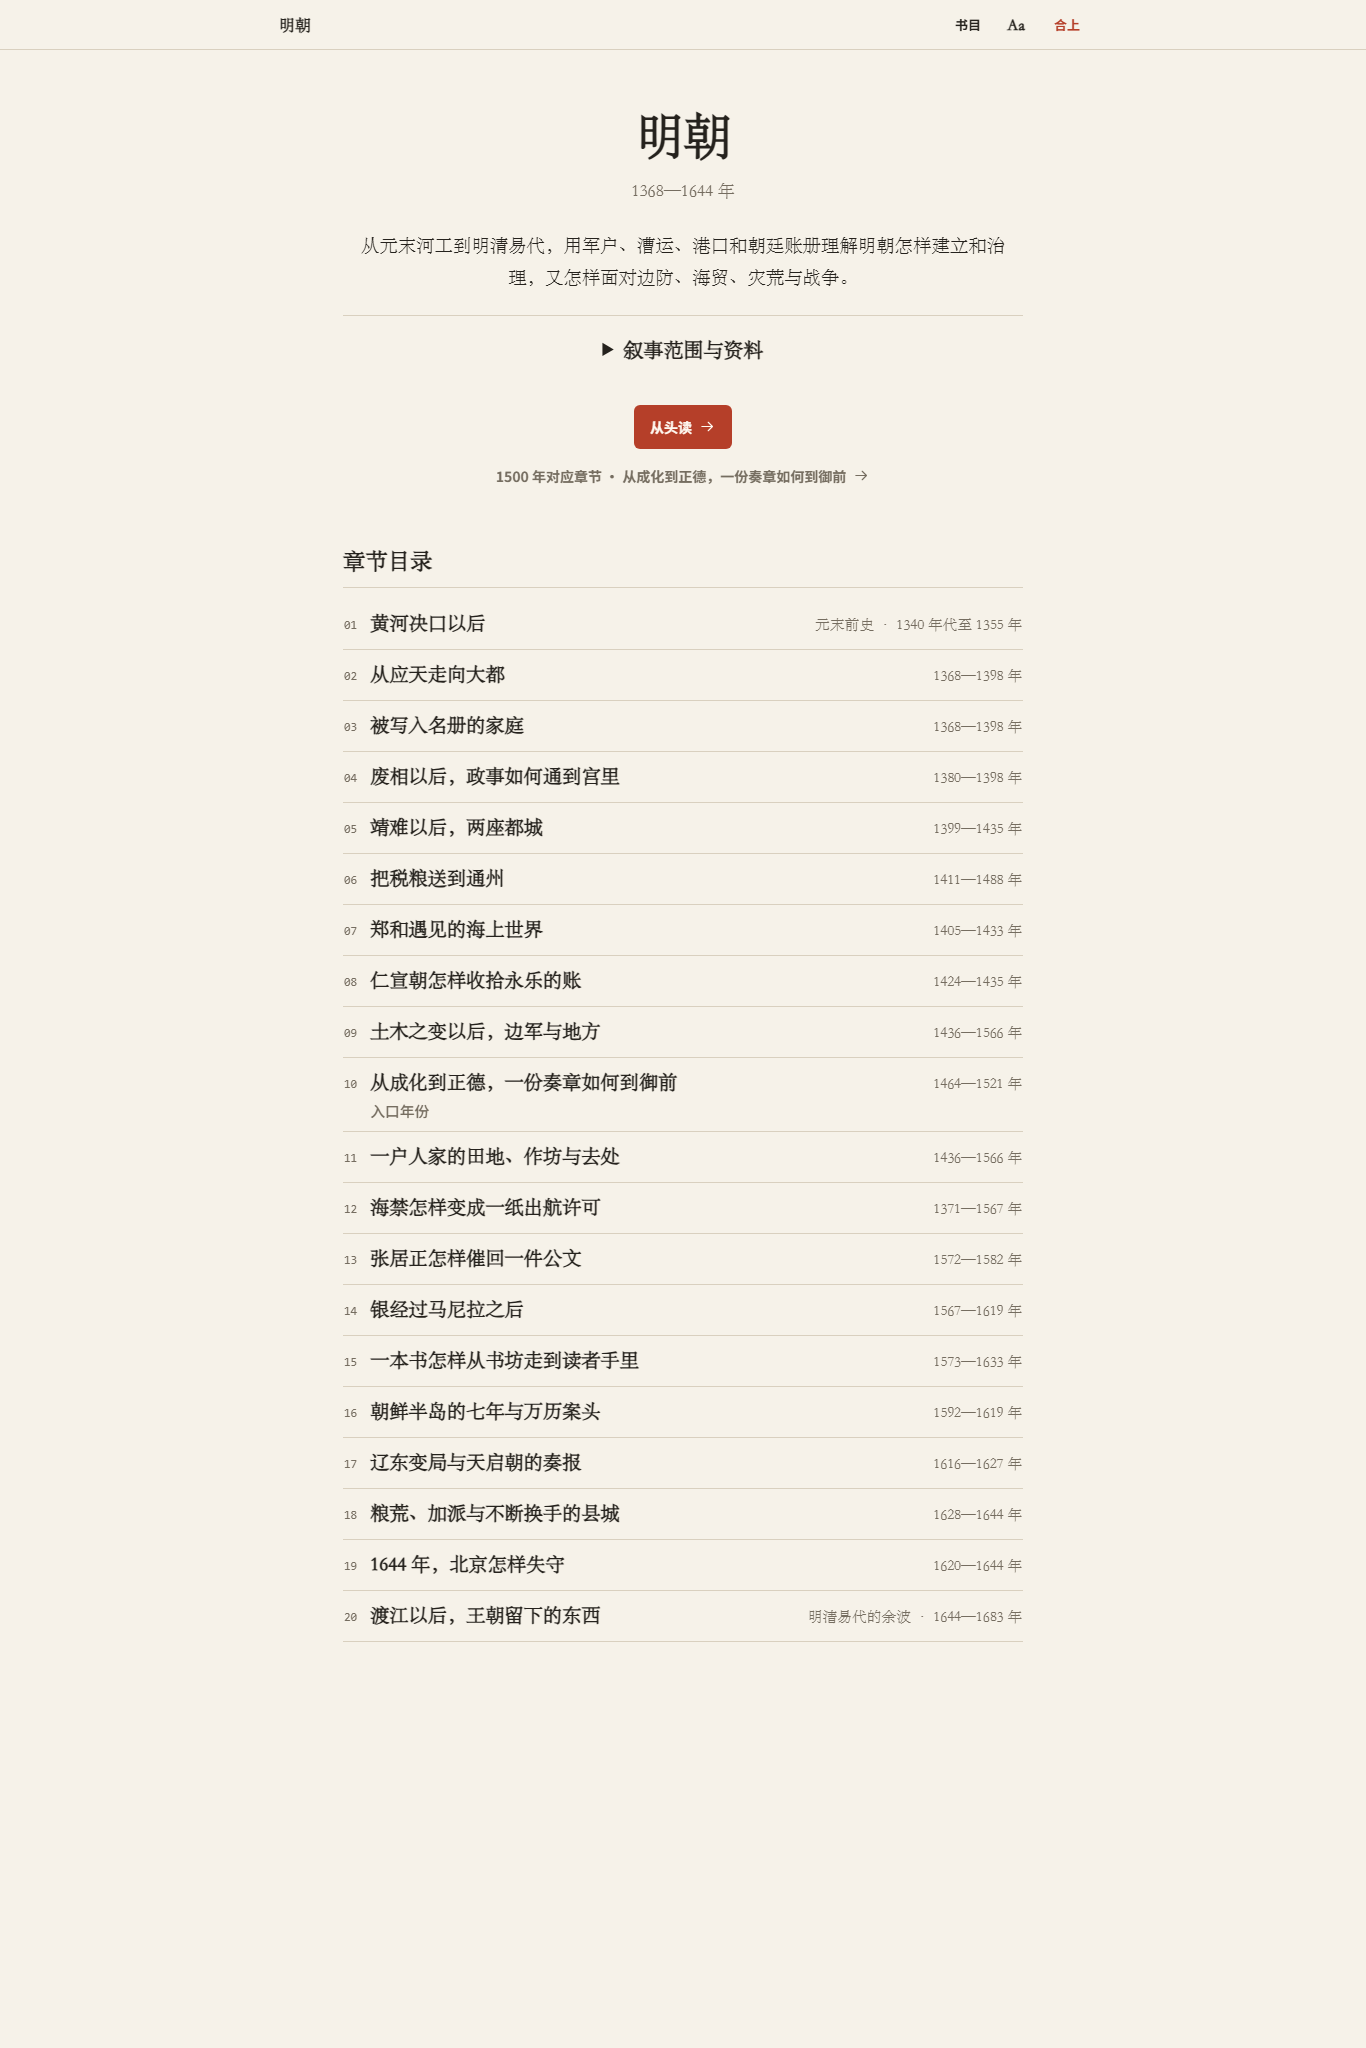 明朝
书目 Aa 合上
明朝
1368—1644 年
从元末河工到明清易代，用军户、漕运、港口和朝廷账册理解明朝怎样建立和治
理，又怎样面对边防、海贸、灾荒与战争。
▶ 叙事范围与资料
从头读 →
1500 年对应章节 · 从成化到正德，一份奏章如何到御前 →
章节目录
01 黄河决口以后 元末前史 · 1340 年代至 1355 年
02 从应天走向大都 1368—1398 年
03 被写入名册的家庭 1368—1398 年
04 废相以后，政事如何通到宫里 1380—1398 年
05 靖难以后，两座都城 1399—1435 年
06 把税粮送到通州 1411—1488 年
07 郑和遇见的海上世界 1405—1433 年
08 仁宣朝怎样收拾永乐的账 1424—1435 年
09 土木之变以后，边军与地方 1436—1566 年
10 从成化到正德，一份奏章如何到御前 1464—1521 年
入口年份
11 一户人家的田地、作坊与去处 1436—1566 年
12 海禁怎样变成一纸出航许可 1371—1567 年
13 张居正怎样催回一件公文 1572—1582 年
14 银经过马尼拉之后 1567—1619 年
15 一本书怎样从书坊走到读者手里 1573—1633 年
16 朝鲜半岛的七年与万历案头 1592—1619 年
17 辽东变局与天启朝的奏报 1616—1627 年
18 粮荒、加派与不断换手的县城 1628—1644 年
19 1644 年，北京怎样失守 1620—1644 年
20 渡江以后，王朝留下的东西 明清易代的余波 · 1644—1683 年